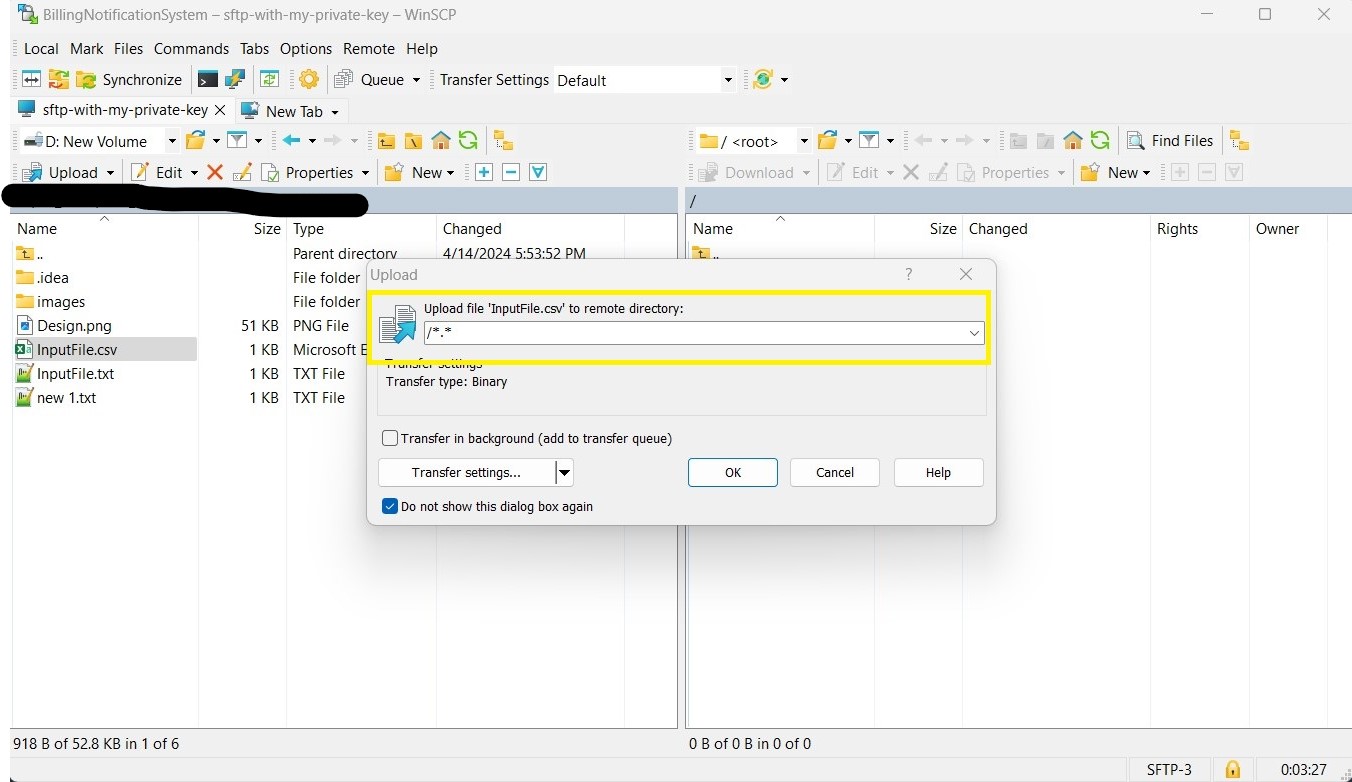 BillingNotificationSystem – sftp-with-my-private-key – WinSCP
Local Mark Files Commands Tabs Options Remote Help
Synchronize Queue Transfer Settings Default
sftp-with-my-private-key New Tab
D: New Volume / <root> Find Files
Upload Edit Properties New Download Edit Properties New
/
Name Size Type Changed Name Size Changed Rights Owner
.. Parent directory 4/14/2024 5:53:52 PM ..
.idea File folder
images File folder
Design.png 51 KB PNG File
InputFile.csv 1 KB Microsoft E
InputFile.txt 1 KB TXT File
new 1.txt 1 KB TXT File
Upload ?
Upload file 'InputFile.csv' to remote directory:
/*.*
Transfer settings
Transfer type: Binary
Transfer in background (add to transfer queue)
Transfer settings... OK Cancel Help
Do not show this dialog box again
918 B of 52.8 KB in 1 of 6 0 B of 0 B in 0 of 0
SFTP-3 0:03:27